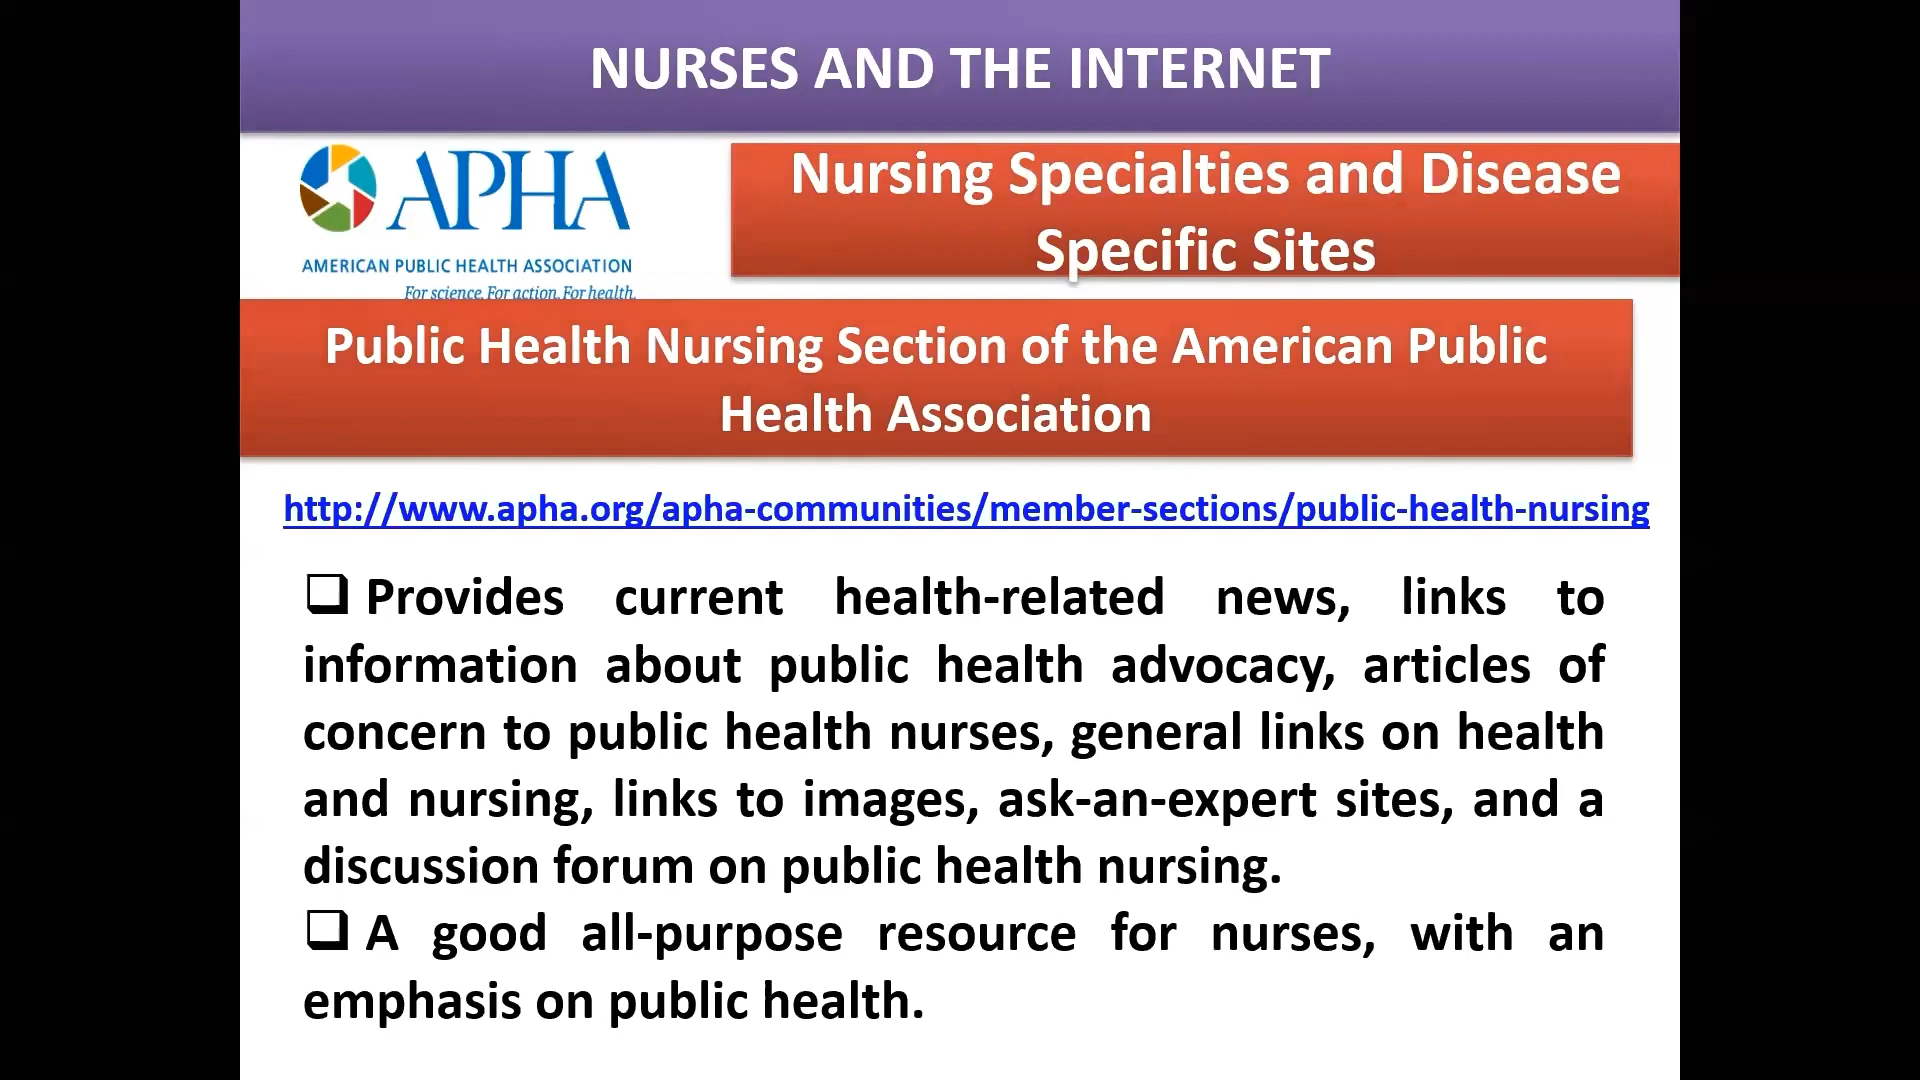 NURSES AND THE INTERNET
APHA
AMERICAN PUBLIC HEALTH ASSOCIATION
For science. For action. For health.
Nursing Specialties and Disease
Specific Sites
Public Health Nursing Section of the American Public
Health Association
http://www.apha.org/apha-communities/member-sections/public-health-nursing
❑ Provides current health-related news, links to
information about public health advocacy, articles of
concern to public health nurses, general links on health
and nursing, links to images, ask-an-expert sites, and a
discussion forum on public health nursing.
❑ A good all-purpose resource for nurses, with an
emphasis on public health.